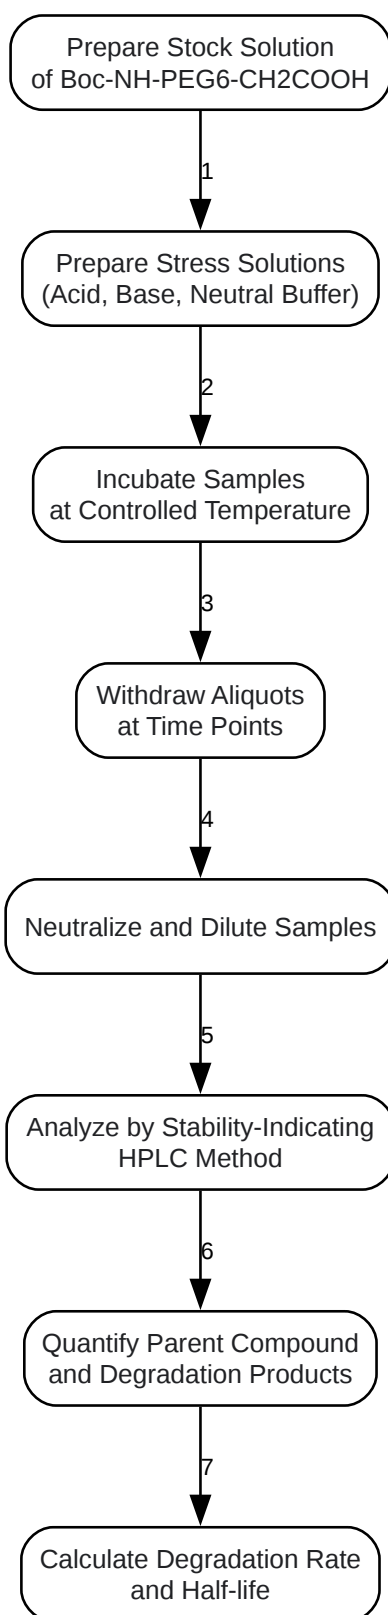 Prepare Stock Solution
of Boc-NH-PEG6-CH2COOH
1
Prepare Stress Solutions
(Acid, Base, Neutral Buffer)
2
Incubate Samples
at Controlled Temperature
3
Withdraw Aliquots
at Time Points
4
Neutralize and Dilute Samples
5
Analyze by Stability-Indicating
HPLC Method
6
Quantify Parent Compound
and Degradation Products
7
Calculate Degradation Rate
and Half-life